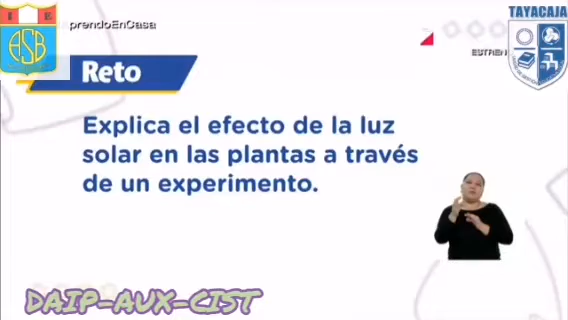 I E
ASB
prendoEnCasa
TAYACAJA
ESTREN
Reto
Explica el efecto de la luz
solar en las plantas a través
de un experimento.
DAIP-AUX-CIST